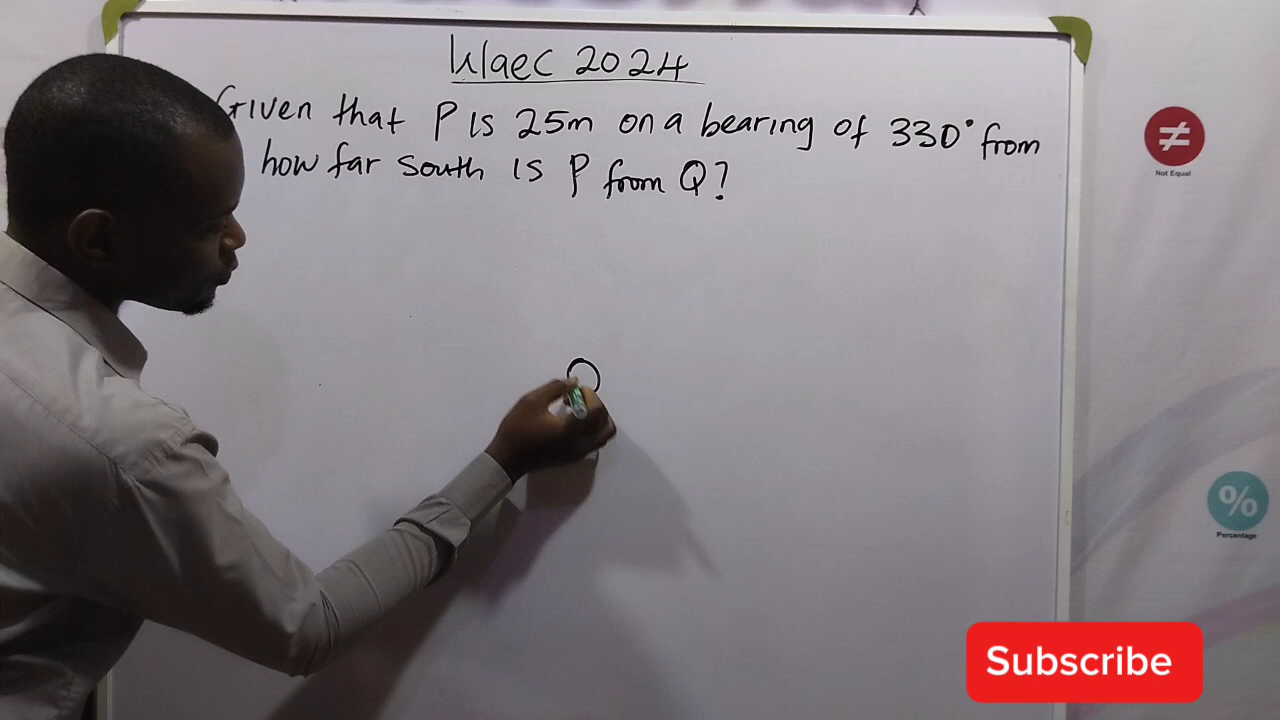 Waec 2024
Given that P is 25m on a bearing of 330° from
how far south is P from Q?
Not Equal
%
Percentage
Subscribe